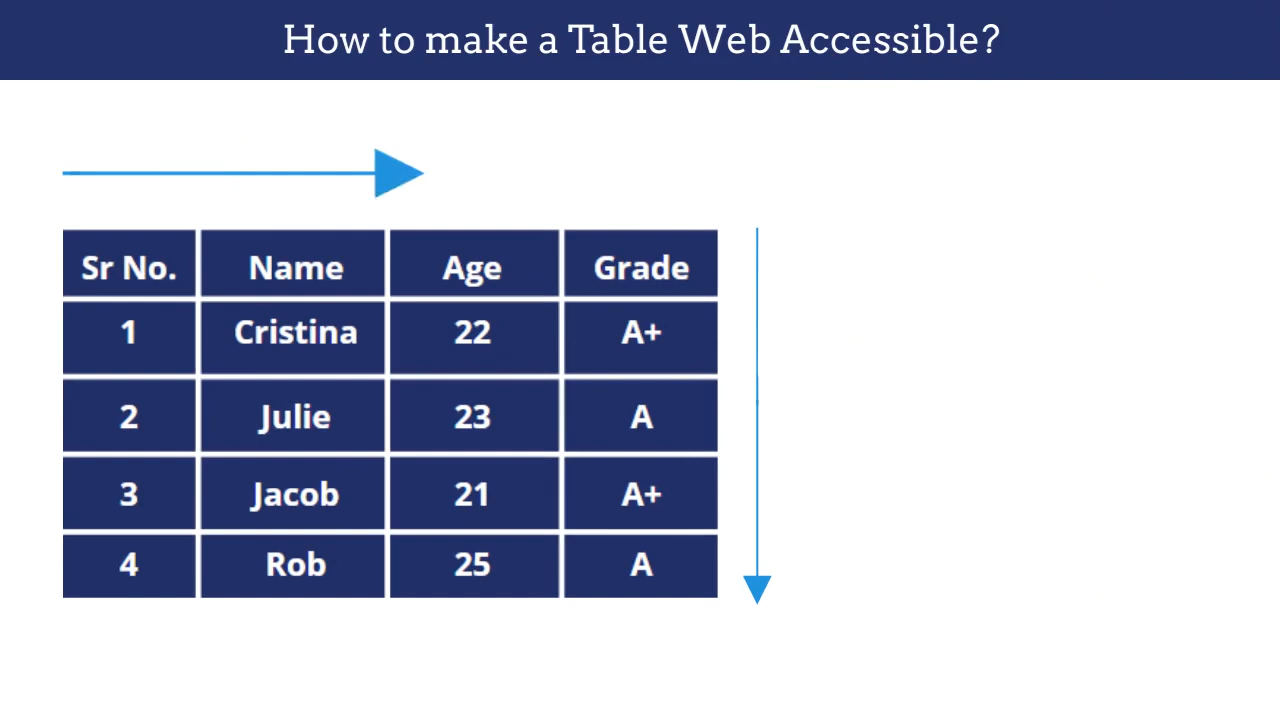 How to make a Table Web Accessible?
Sr No. Name Age Grade
1 Cristina 22 A+
2 Julie 23 A
3 Jacob 21 A+
4 Rob 25 A